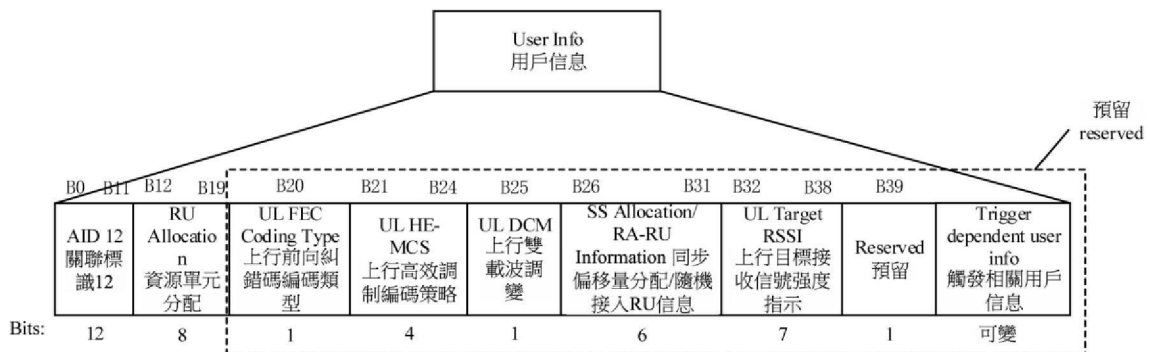 User Info
用戶信息
預留
reserved
B0 B11 B12 B19 B20 B21 B24 B25 B26 B31 B32 B38 B39
AID 12
關聯標
識12
RU
Allocatio
n
資源單元
分配
UL FEC
Coding Type
上行前向糾
錯碼編碼類
型
UL HE-
MCS
上行高效調
制編码策略
UL DCM
上行雙
載波調
變
SS Allocation/
RA-RU
Information 同步
偏移量分配/隨機
接入RU信息
UL Target
RSSI
上行目標接
收信號强度
指示
Reserved
預留
Trigger
dependent user
info
觸發相關用戶
信息
Bits: 12 8 1 4 1 6 7 1 可變